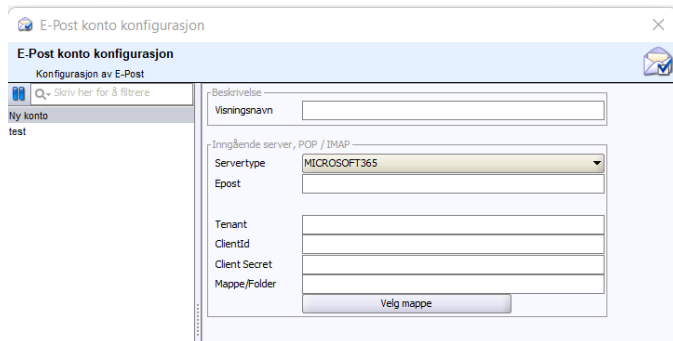 E-Post konto konfigurasjon
E-Post konto konfigurasjon
Konfigurasjon av E-Post
Skriv her for å filtrere
Ny konto
test
Beskrivelse
Visningsnavn
Inngående server, POP / IMAP
Servertype MICROSOFT365
Epost
Tenant
ClientId
Client Secret
Mappe/Folder
Velg mappe